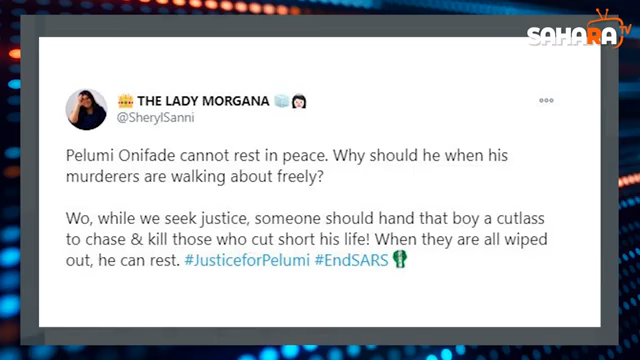 SAHARA TV
THE LADY MORGANA
@SherylSanni
Pelumi Onifade cannot rest in peace. Why should he when his
murderers are walking about freely?
Wo, while we seek justice, someone should hand that boy a cutlass
to chase & kill those who cut short his life! When they are all wiped
out, he can rest. #JusticeforPelumi #EndSARS